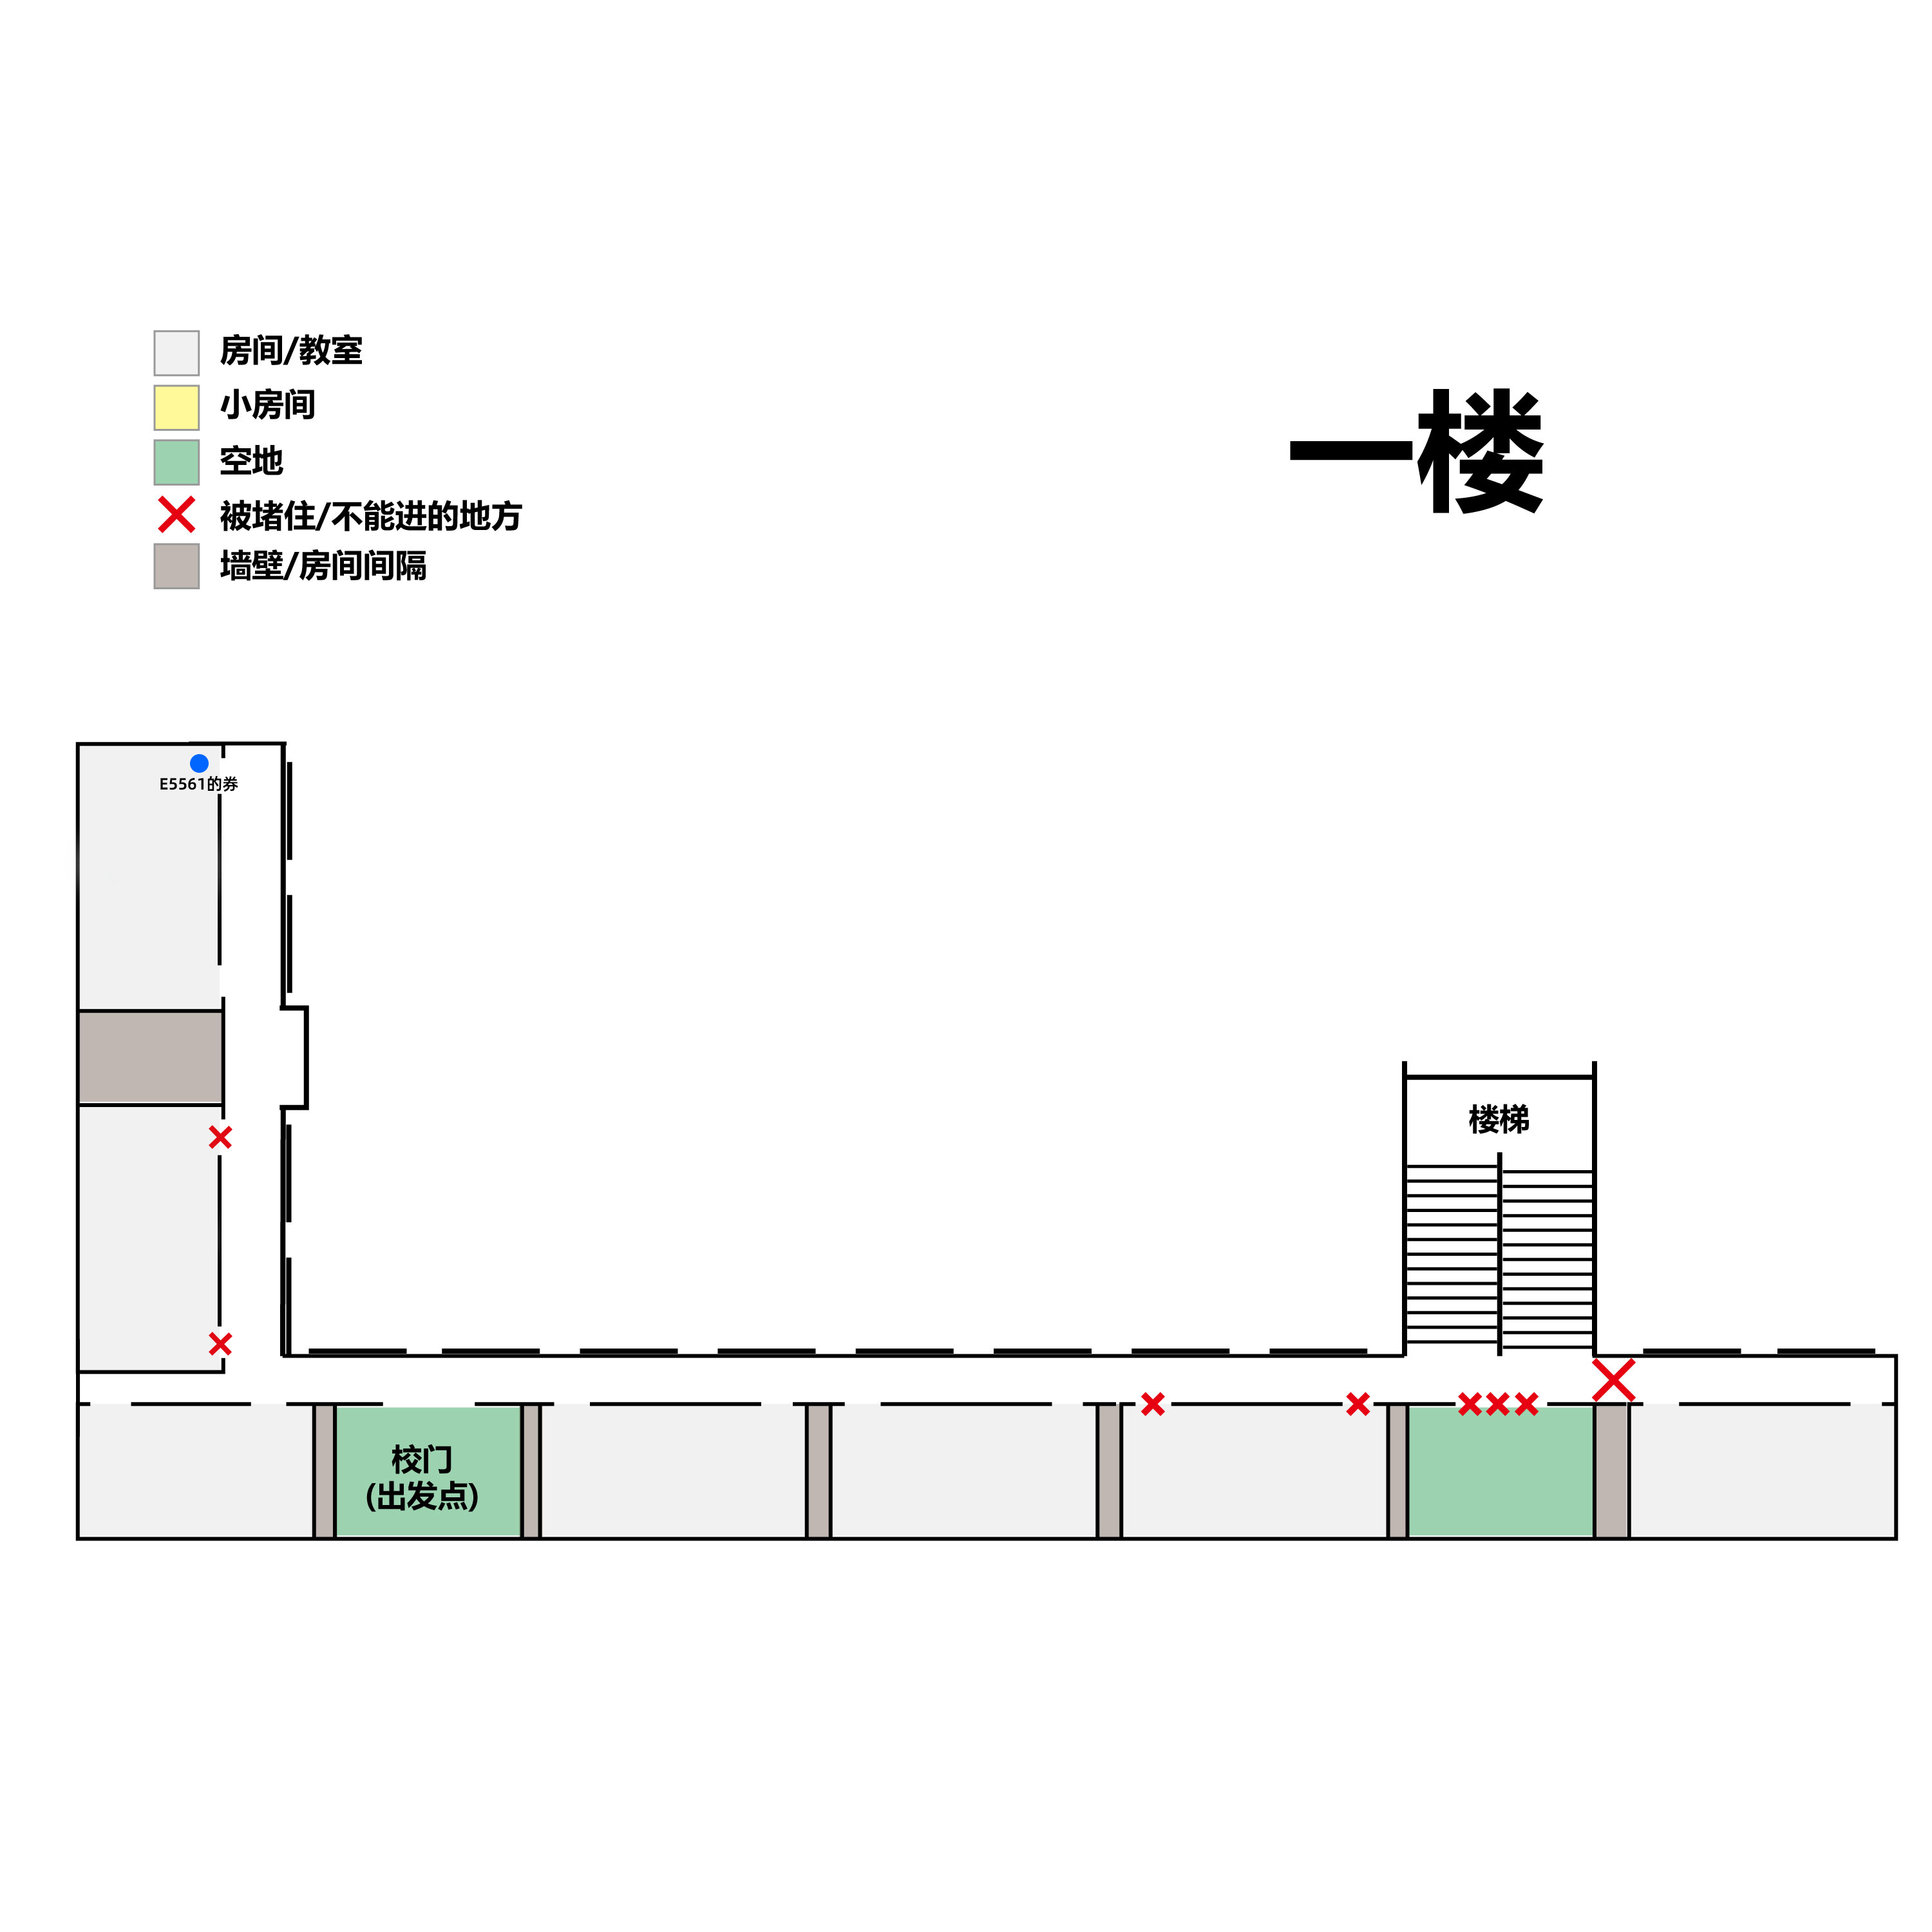 房间/教室
小房间
空地
被堵住/不能进的地方
墙壁/房间间隔
一楼
E5561的券
楼梯
校门
(出发点)